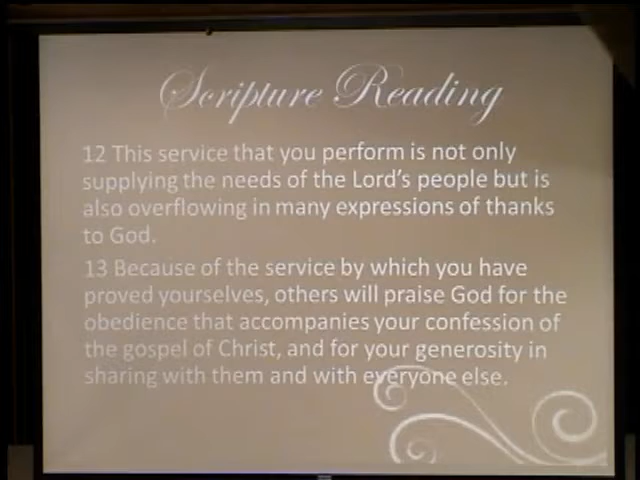 Scripture Reading
12 This service that you perform is not only
supplying the needs of the Lord's people but is
also overflowing in many expressions of thanks
to God.
13 Because of the service by which you have
proved yourselves, others will praise God for the
obedience that accompanies your confession of
the gospel of Christ, and for your generosity in
sharing with them and with everyone else.